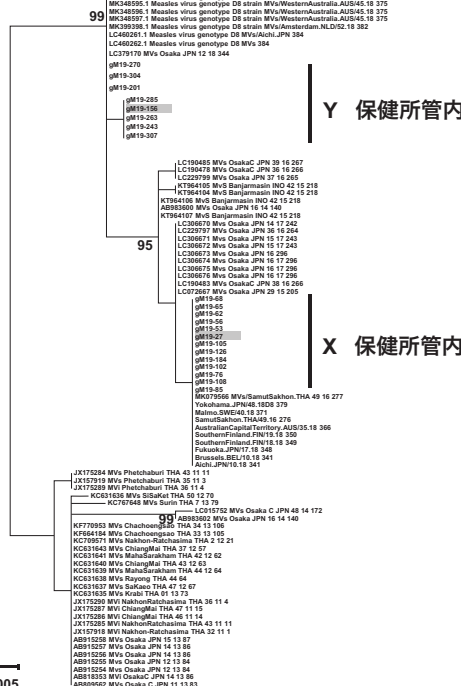 MK348595.1 Measles virus genotype D8 strain MVs/WesternAustralia.AUS/45.18 375
MK348596.1 Measles virus genotype D8 strain MVs/WesternAustralia.AUS/45.18 375
MK348597.1 Measles virus genotype D8 strain MVs/WesternAustralia.AUS/45.18 375
99
MK399398.1 Measles virus genotype D8 strain MVs/Amsterdam.NLD/52.18 382
LC460261.1 Measles virus genotype D8 MVs/Aichi.JPN 384
LC460262.1 Measles virus genotype D8 MVs 384
LC379170 MVs Osaka JPN 12 18 344
gM19-270
gM19-304
gM19-201
gM19-285
gM19-156
gM19-263
gM19-243
gM19-307
Y 保健所管内
LC190485 MVs OsakaC JPN 39 16 267
LC190478 MVs OsakaC JPN 36 16 266
LC229799 MVs Osaka JPN 37 16 265
KT964105 MvS Banjarmasin INO 42 15 218
KT964104 MvS Banjarmasin INO 42 15 218
KT964106 MvS Banjarmasin INO 42 15 218
AB983600 MVs Osaka JPN 16 14 140
KT964107 MvS Banjarmasin INO 42 15 218
95
LC306670 MVs Osaka JPN 14 17 242
LC229797 MVs Osaka JPN 36 16 264
LC306671 MVs Osaka JPN 15 17 243
LC306672 MVs Osaka JPN 15 17 243
LC306673 MVs Osaka JPN 16 296
LC306674 MVs Osaka JPN 16 17 296
LC306675 MVs Osaka JPN 16 17 296
LC306676 MVs Osaka JPN 16 17 296
LC190483 MVs OsakaC JPN 38 16 266
LC072667 MVs Osaka JPN 29 15 205
gM19-68
gM19-65
gM19-62
gM19-56
gM19-53
gM19-27
gM19-105
gM19-126
gM19-184
gM19-102
gM19-76
gM19-108
gM19-85
X 保健所管内
MK079566 MVs/SamutSakhon.THA 49 16 277
Yokohama.JPN/48.18D8 379
Malmo.SWE/40.18 371
SamutSakhon.THA/49.16 276
AustralianCapitalTerritory.AUS/35.18 366
SouthernFinland.FIN/19.18 350
SouthernFinland.FIN/18.18 349
Fukuoka.JPN/17.18 348
Brussels.BEL/10.18 341
Aichi.JPN/10.18 341
JX175284 MVs Phetchaburi THA 43 11 11
JX157919 MVs Phetchaburi THA 35 11 3
JX175289 MVi Phetchaburi THA 36 11 4
KC631636 MVs SiSaKet THA 50 12 70
KC767648 MVs Surin THA 7 13 79
LC015752 MVs Osaka C JPN 48 14 172
99
AB983602 MVs Osaka JPN 16 14 140
KF770953 MVs Chachoengsao THA 34 13 106
KF664184 MVs Chachoengsao THA 33 13 105
KC709571 MVs Nakhon-Ratchasima THA 2 12 21
KC631643 MVs ChiangMai THA 37 12 57
KC631641 MVs MahaSarakham THA 42 12 62
KC631640 MVs ChiangMai THA 43 12 63
KC631639 MVs MahaSarakham THA 44 12 64
KC631638 MVs Rayong THA 44 64
KC631637 MVs SaKaeo THA 47 12 67
KC631635 MVs Krabi THA 01 13 73
JX175290 MVi NakhonRatchasima THA 36 11 4
JX175287 MVi ChiangMai THA 47 11 15
JX175286 MVi ChiangMai THA 46 11 14
JX175285 MVi NakhonRatchasima THA 43 11 11
JX157918 MVi Nakhon-Ratchasima THA 32 11 1
AB915258 MVs Osaka JPN 15 13 87
AB915257 MVs Osaka JPN 14 13 86
AB915256 MVs Osaka JPN 14 13 86
AB915255 MVs Osaka JPN 12 13 84
AB915254 MVs Osaka JPN 12 13 84
AB818353 MVi OsakaC JPN 14 13 86
AB809562 MVs Osaka C JPN 11 13 83
005